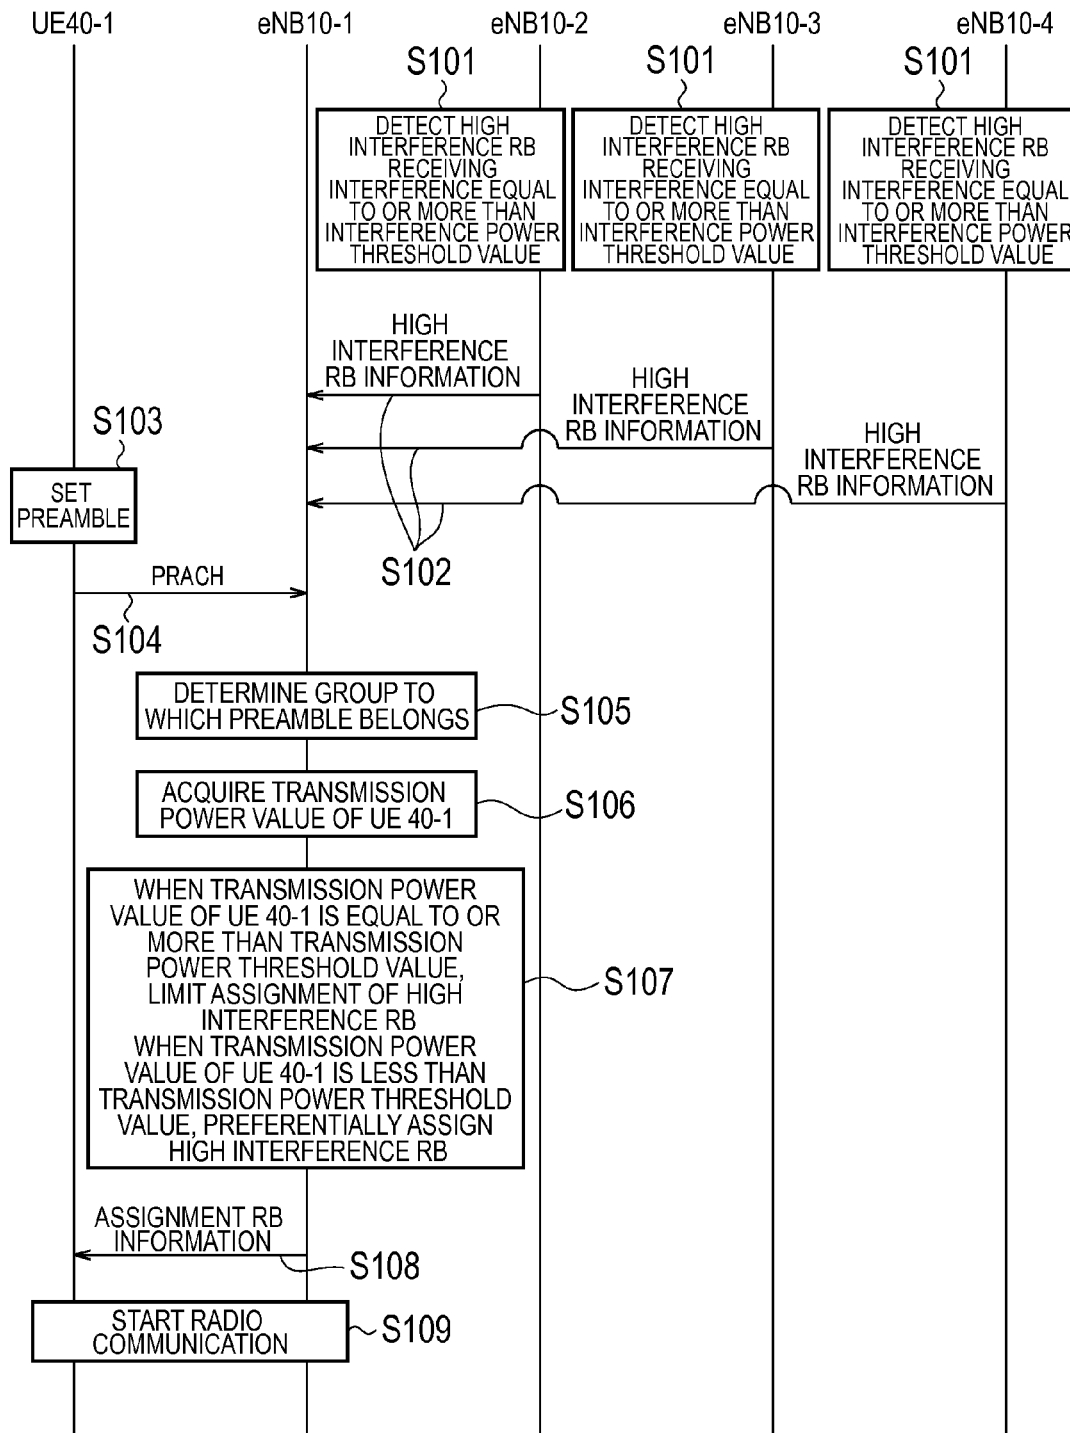 UE40-1
eNB10-1
eNB10-2
eNB10-3
eNB10-4
S101
S101
S101
DETECT HIGH
INTERFERENCE RB
RECEIVING
INTERFERENCE EQUAL
TO OR MORE THAN
INTERFERENCE POWER
THRESHOLD VALUE
DETECT HIGH
INTERFERENCE RB
RECEIVING
INTERFERENCE EQUAL
TO OR MORE THAN
INTERFERENCE POWER
THRESHOLD VALUE
DETECT HIGH
INTERFERENCE RB
RECEIVING
INTERFERENCE EQUAL
TO OR MORE THAN
INTERFERENCE POWER
THRESHOLD VALUE
HIGH
INTERFERENCE
RB INFORMATION
HIGH
INTERFERENCE
RB INFORMATION
HIGH
INTERFERENCE
RB INFORMATION
S103
SET
PREAMBLE
S102
PRACH
S104
DETERMINE GROUP TO
WHICH PREAMBLE BELONGS
S105
ACQUIRE TRANSMISSION
POWER VALUE OF UE 40-1
S106
WHEN TRANSMISSION POWER
VALUE OF UE 40-1 IS EQUAL TO OR
MORE THAN TRANSMISSION
POWER THRESHOLD VALUE,
LIMIT ASSIGNMENT OF HIGH
INTERFERENCE RB
WHEN TRANSMISSION POWER
VALUE OF UE 40-1 IS LESS THAN
TRANSMISSION POWER THRESHOLD
VALUE, PREFERENTIALLY ASSIGN
HIGH INTERFERENCE RB
S107
ASSIGNMENT RB
INFORMATION
S108
START RADIO
COMMUNICATION
S109